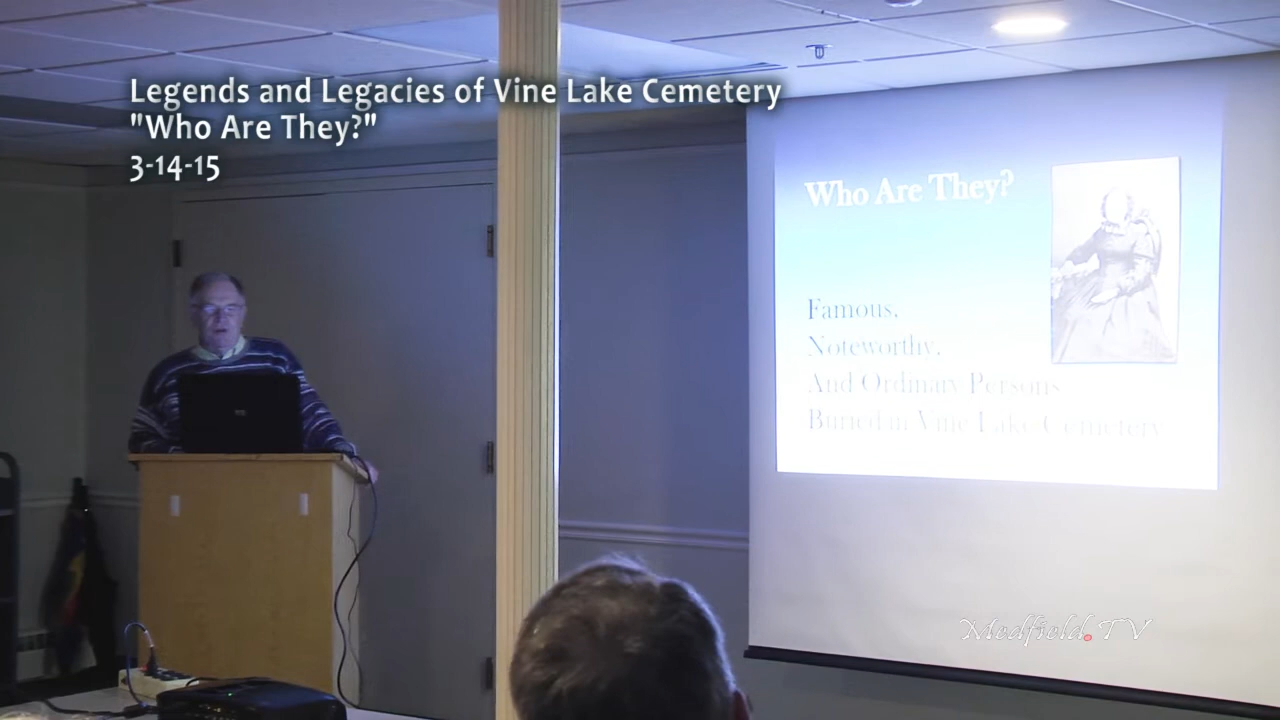 Legends and Legacies of Vine Lake Cemetery
"Who Are They?"
3-14-15
Who Are They?
Famous,
Noteworthy,
And Ordinary Persons
Buried in Vine Lake Cemetery
Medfield.TV